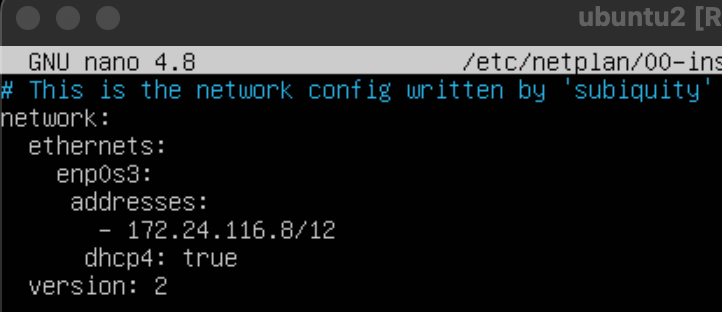 ubuntu2 [R
GNU nano 4.8 /etc/netplan/00-ins
# This is the network config written by 'subiquity'
network:
  ethernets:
    enp0s3:
     addresses:
       - 172.24.116.8/12
      dhcp4: true
  version: 2